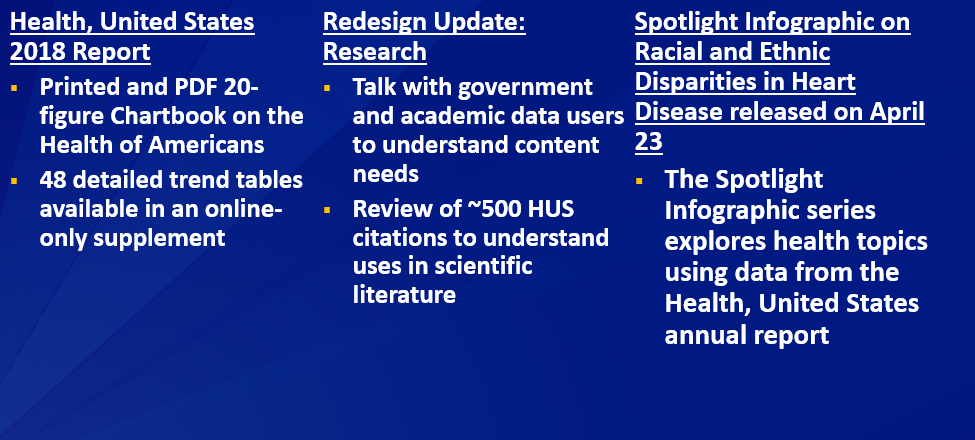 Health, United States
2018 Report
▪ Printed and PDF 20-
figure Chartbook on the
Health of Americans
▪ 48 detailed trend tables
available in an online-
only supplement
Redesign Update:
Research
▪ Talk with government
and academic data users
to understand content
needs
▪ Review of ~500 HUS
citations to understand
uses in scientific
literature
Spotlight Infographic on
Racial and Ethnic
Disparities in Heart
Disease released on April
23
▪ The Spotlight
Infographic series
explores health topics
using data from the
Health, United States
annual report